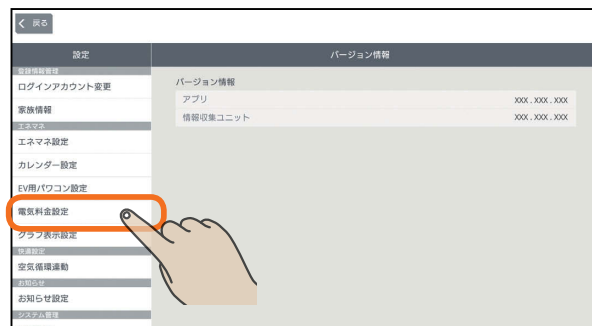 戻る
設定
バージョン情報
登録情報管理
ログインアカウント変更
家族情報
エネマネ
エネマネ設定
カレンダー設定
EV用パワコン設定
電気料金設定
グラフ表示設定
快適設定
空気循環連動
お知らせ
お知らせ設定
システム管理
バージョン情報
アプリ XXX . XXX . XXX
情報収集ユニット XXX . XXX . XXX